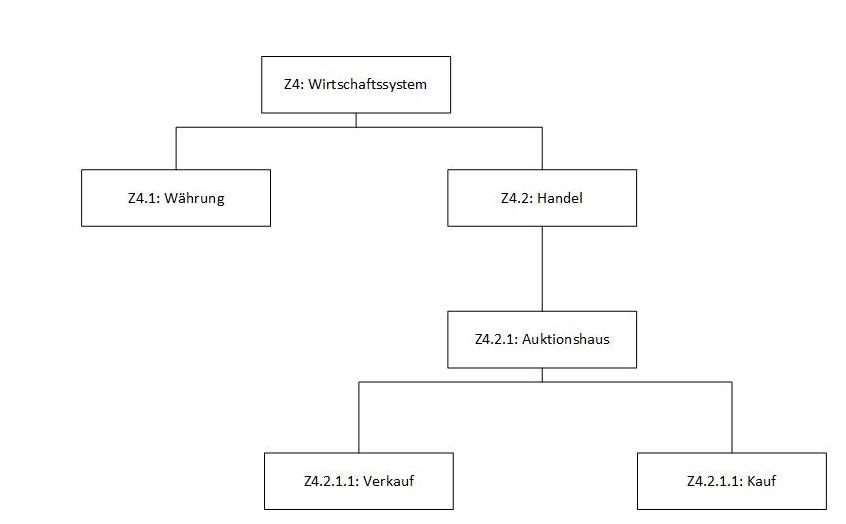 Z4: Wirtschaftssystem
Z4.1: Währung
Z4.2: Handel
Z4.2.1: Auktionshaus
Z4.2.1.1: Verkauf
Z4.2.1.1: Kauf